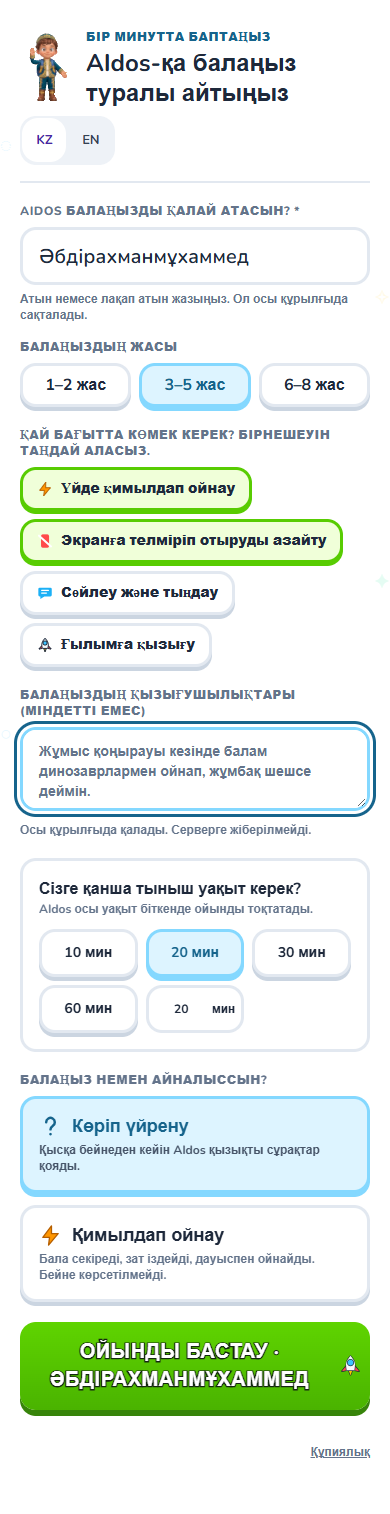 БІР МИНУТТА БАПТАҢЫЗ
Aldos-қа балаңыз
туралы айтыңыз
KZ
EN
AIDOS БАЛАҢЫЗДЫ ҚАЛАЙ АТАСЫН? *
Әбдірахманмұхаммед
Атын немесе лақап атын жазыңыз. Ол осы құрылғыда
сақталады.
БАЛАҢЫЗДЫҢ ЖАСЫ
1–2 жас
3–5 жас
6–8 жас
ҚАЙ БАҒЫТТА КӨМЕК КЕРЕК? БІРНЕШЕУІН
ТАҢДАЙ АЛАСЫЗ.
Үйде қимылдап ойнау
Экранға телміріп отыруды азайту
Сөйлеу және тыңдау
Ғылымға қызығу
БАЛАҢЫЗДЫҢ ҚЫЗЫҒУШЫЛЫҚТАРЫ
(МІНДЕТТІ ЕМЕС)
Жұмыс қоңырауы кезінде балам
динозаврлармен ойнап, жұмбақ шешсе
деймін.
Осы құрылғыда қалады. Серверге жіберілмейді.
Сізге қанша тыныш уақыт керек?
Aldos осы уақыт біткенде ойынды тоқтатады.
10 мин
20 мин
30 мин
60 мин
20 мин
БАЛАҢЫЗ НЕМЕН АЙНАЛЫССЫН?
Көріп үйрену
Қысқа бейнеден кейін Aldos қызықты сұрақтар
қояды.
Қимылдап ойнау
Бала секіреді, зат іздейді, дауыспен ойнайды.
Бейне көрсетілмейді.
ОЙЫНДЫ БАСТАУ ·
ӘБДІРАХМАНМҰХАММЕД
Құпиялық